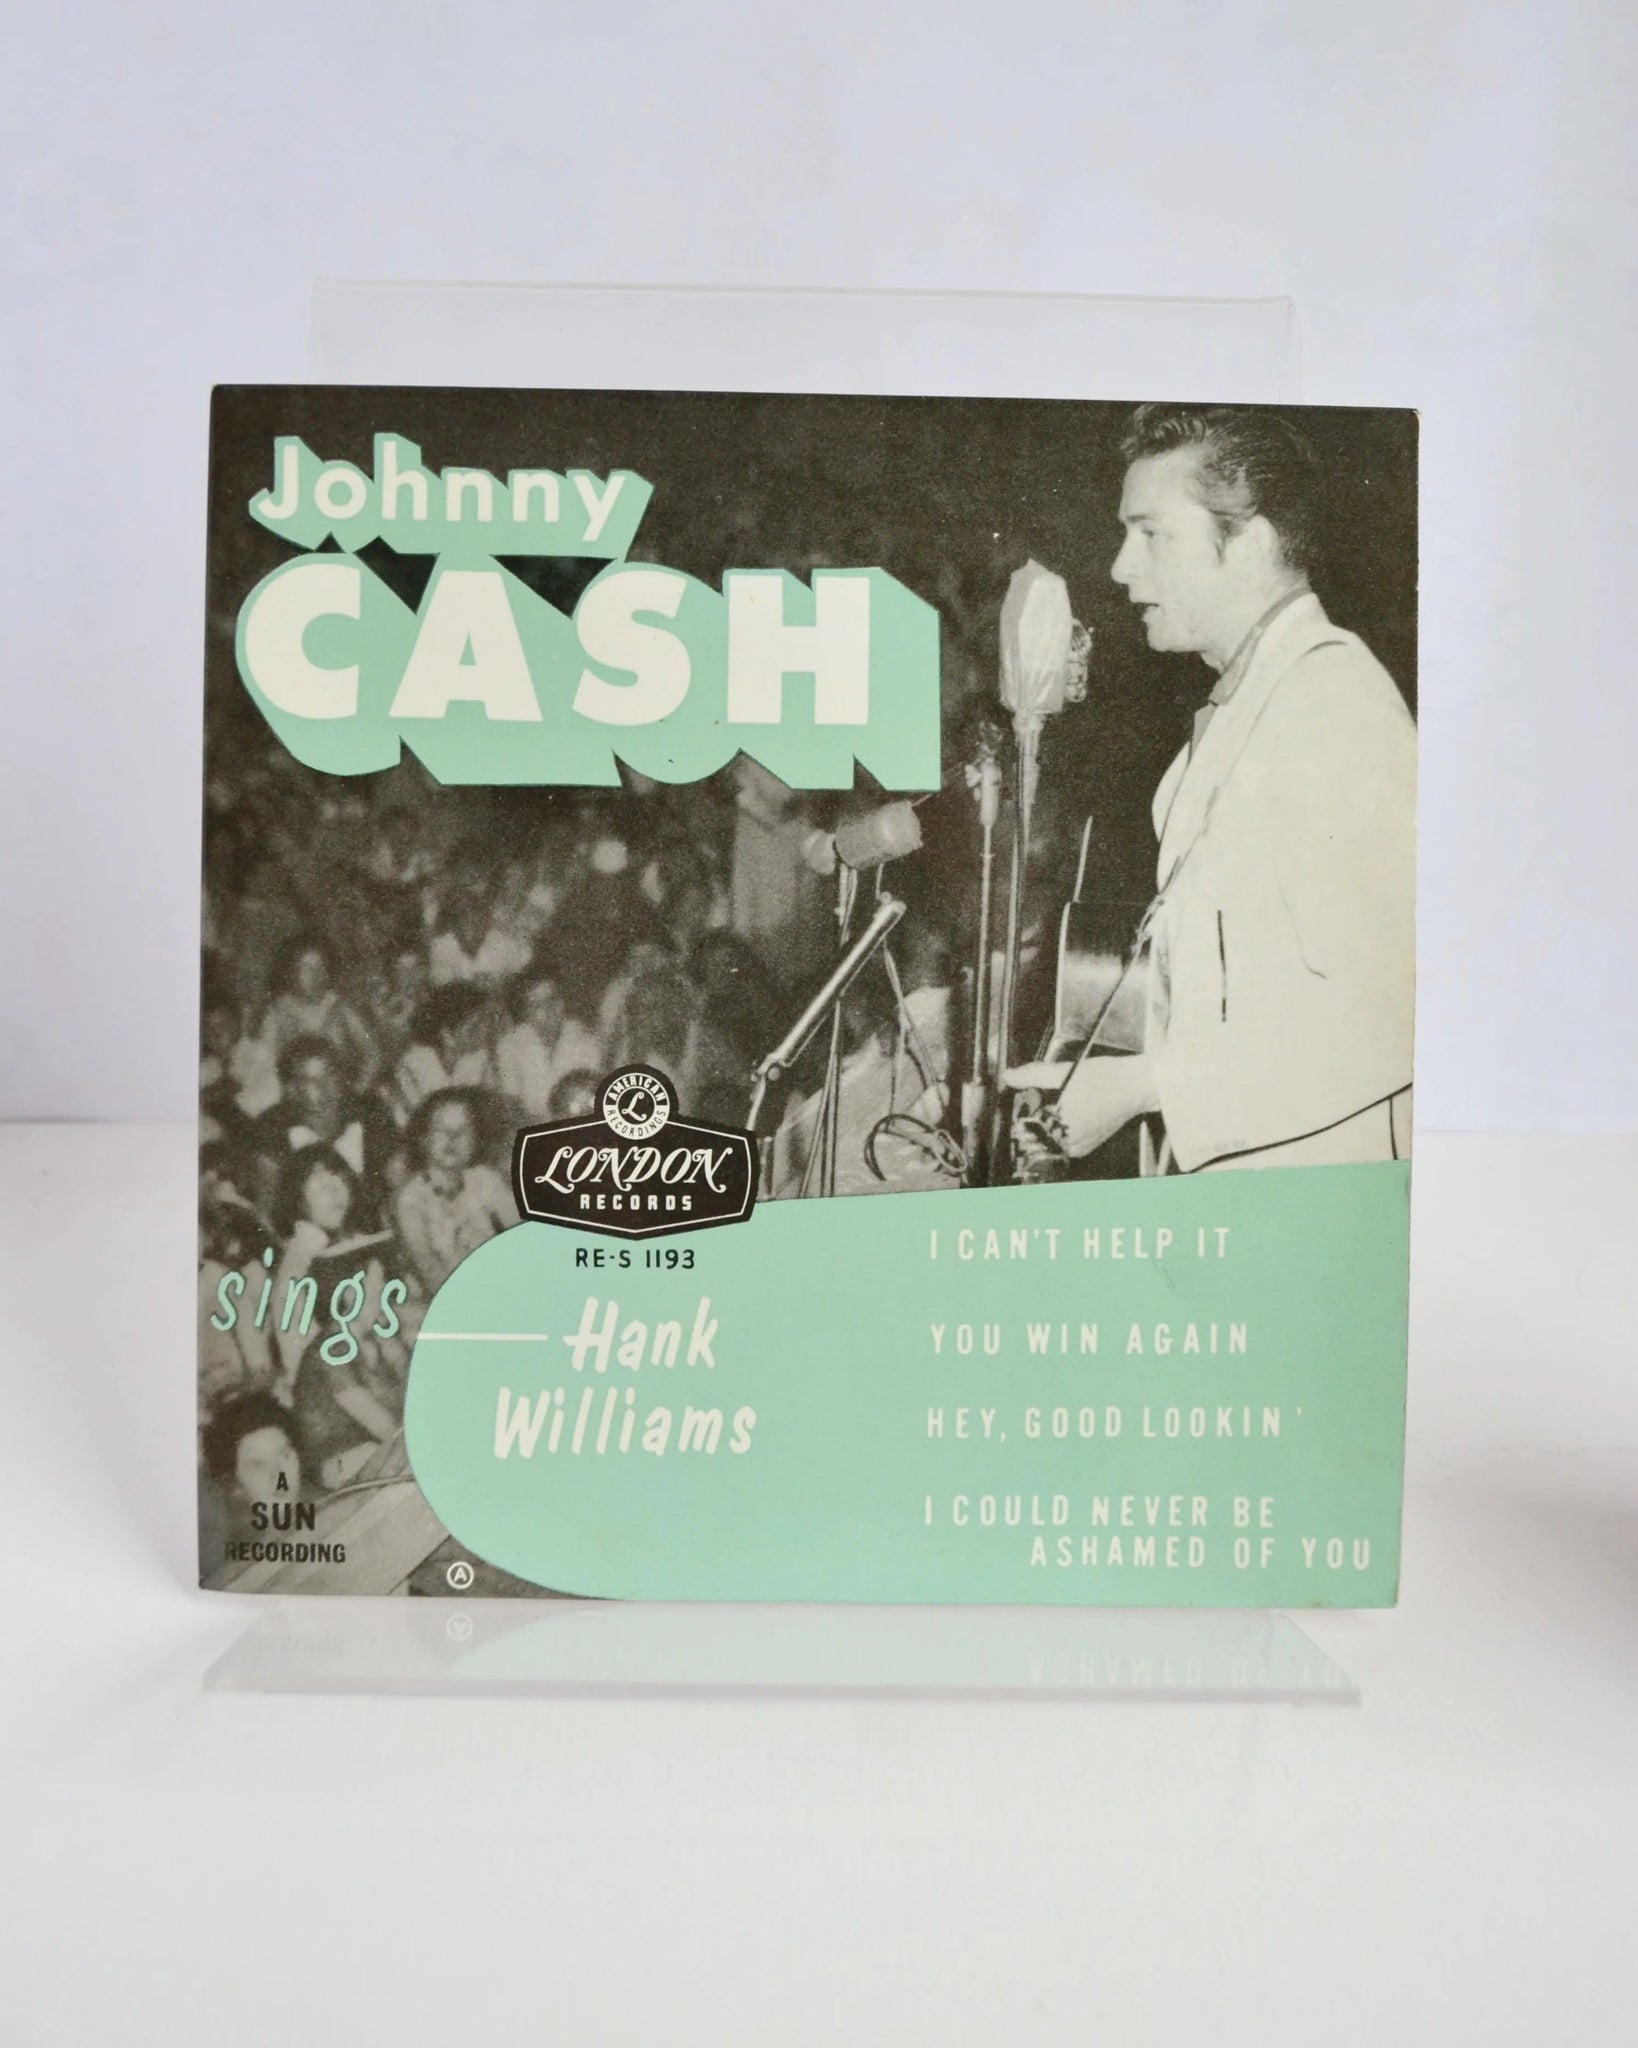 Johnny
CASH
AMERICAN
L
RECORDINGS
LONDON
RECORDS
RE-S 1193
sings
Hank
Williams
I CAN'T HELP IT
YOU WIN AGAIN
HEY, GOOD LOOKIN'
I COULD NEVER BE
ASHAMED OF YOU
A
SUN
RECORDING
A